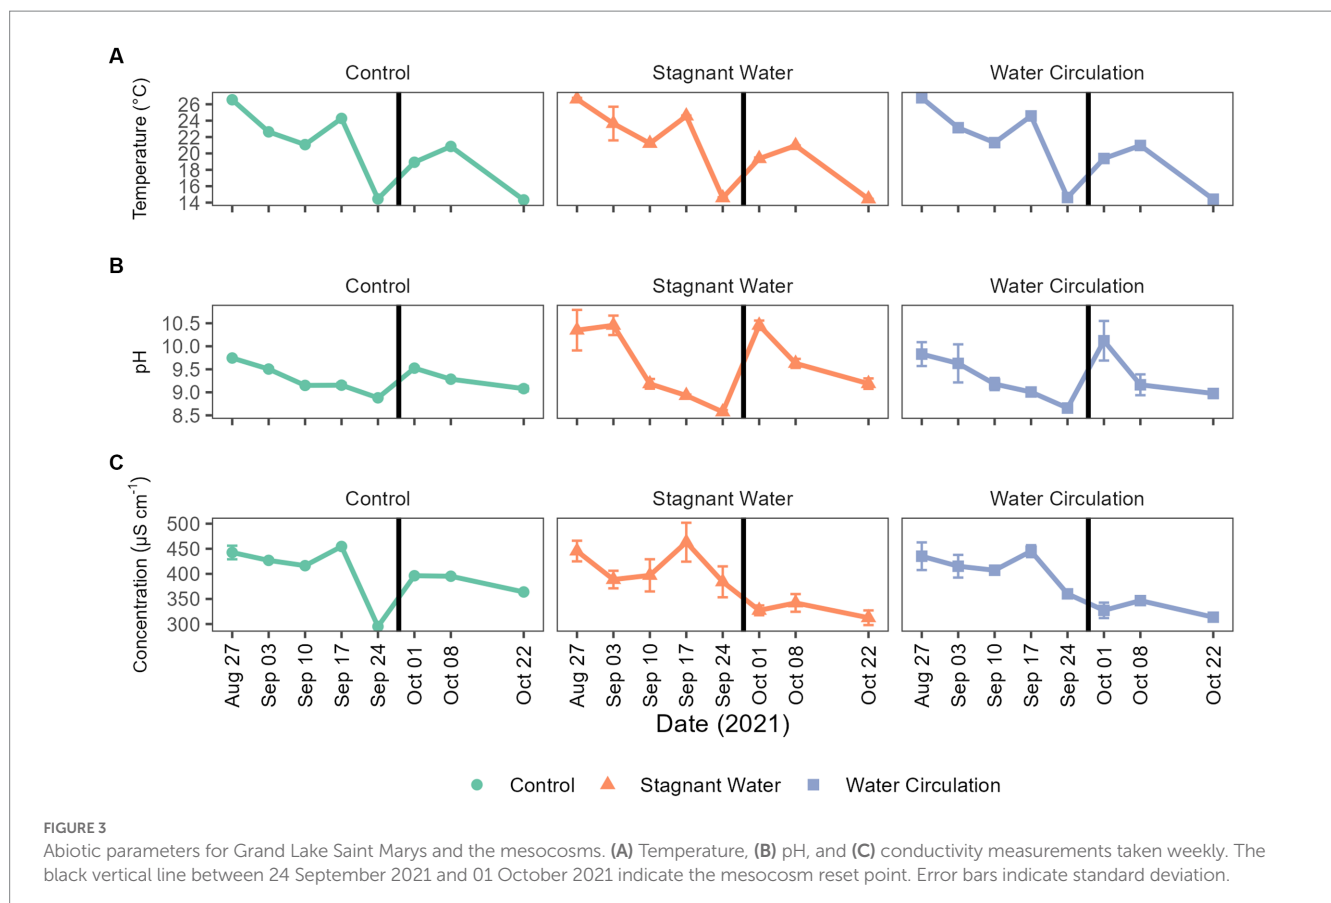 A
Control
Stagnant Water
Water Circulation
Temperature (°C)
26
24
22
20
18
16
14
B
Control
Stagnant Water
Water Circulation
pH
10.5
10.0
9.5
9.0
8.5
C
Control
Stagnant Water
Water Circulation
Concentration (µS cm⁻¹)
500
450
400
350
300
Aug 27
Sep 03
Sep 10
Sep 17
Sep 24
Oct 01
Oct 08
Oct 22
Aug 27
Sep 03
Sep 10
Sep 17
Sep 24
Oct 01
Oct 08
Oct 22
Aug 27
Sep 03
Sep 10
Sep 17
Sep 24
Oct 01
Oct 08
Oct 22
Date (2021)
Control Stagnant Water Water Circulation
FIGURE 3
Abiotic parameters for Grand Lake Saint Marys and the mesocosms. (A) Temperature, (B) pH, and (C) conductivity measurements taken weekly. The
black vertical line between 24 September 2021 and 01 October 2021 indicate the mesocosm reset point. Error bars indicate standard deviation.